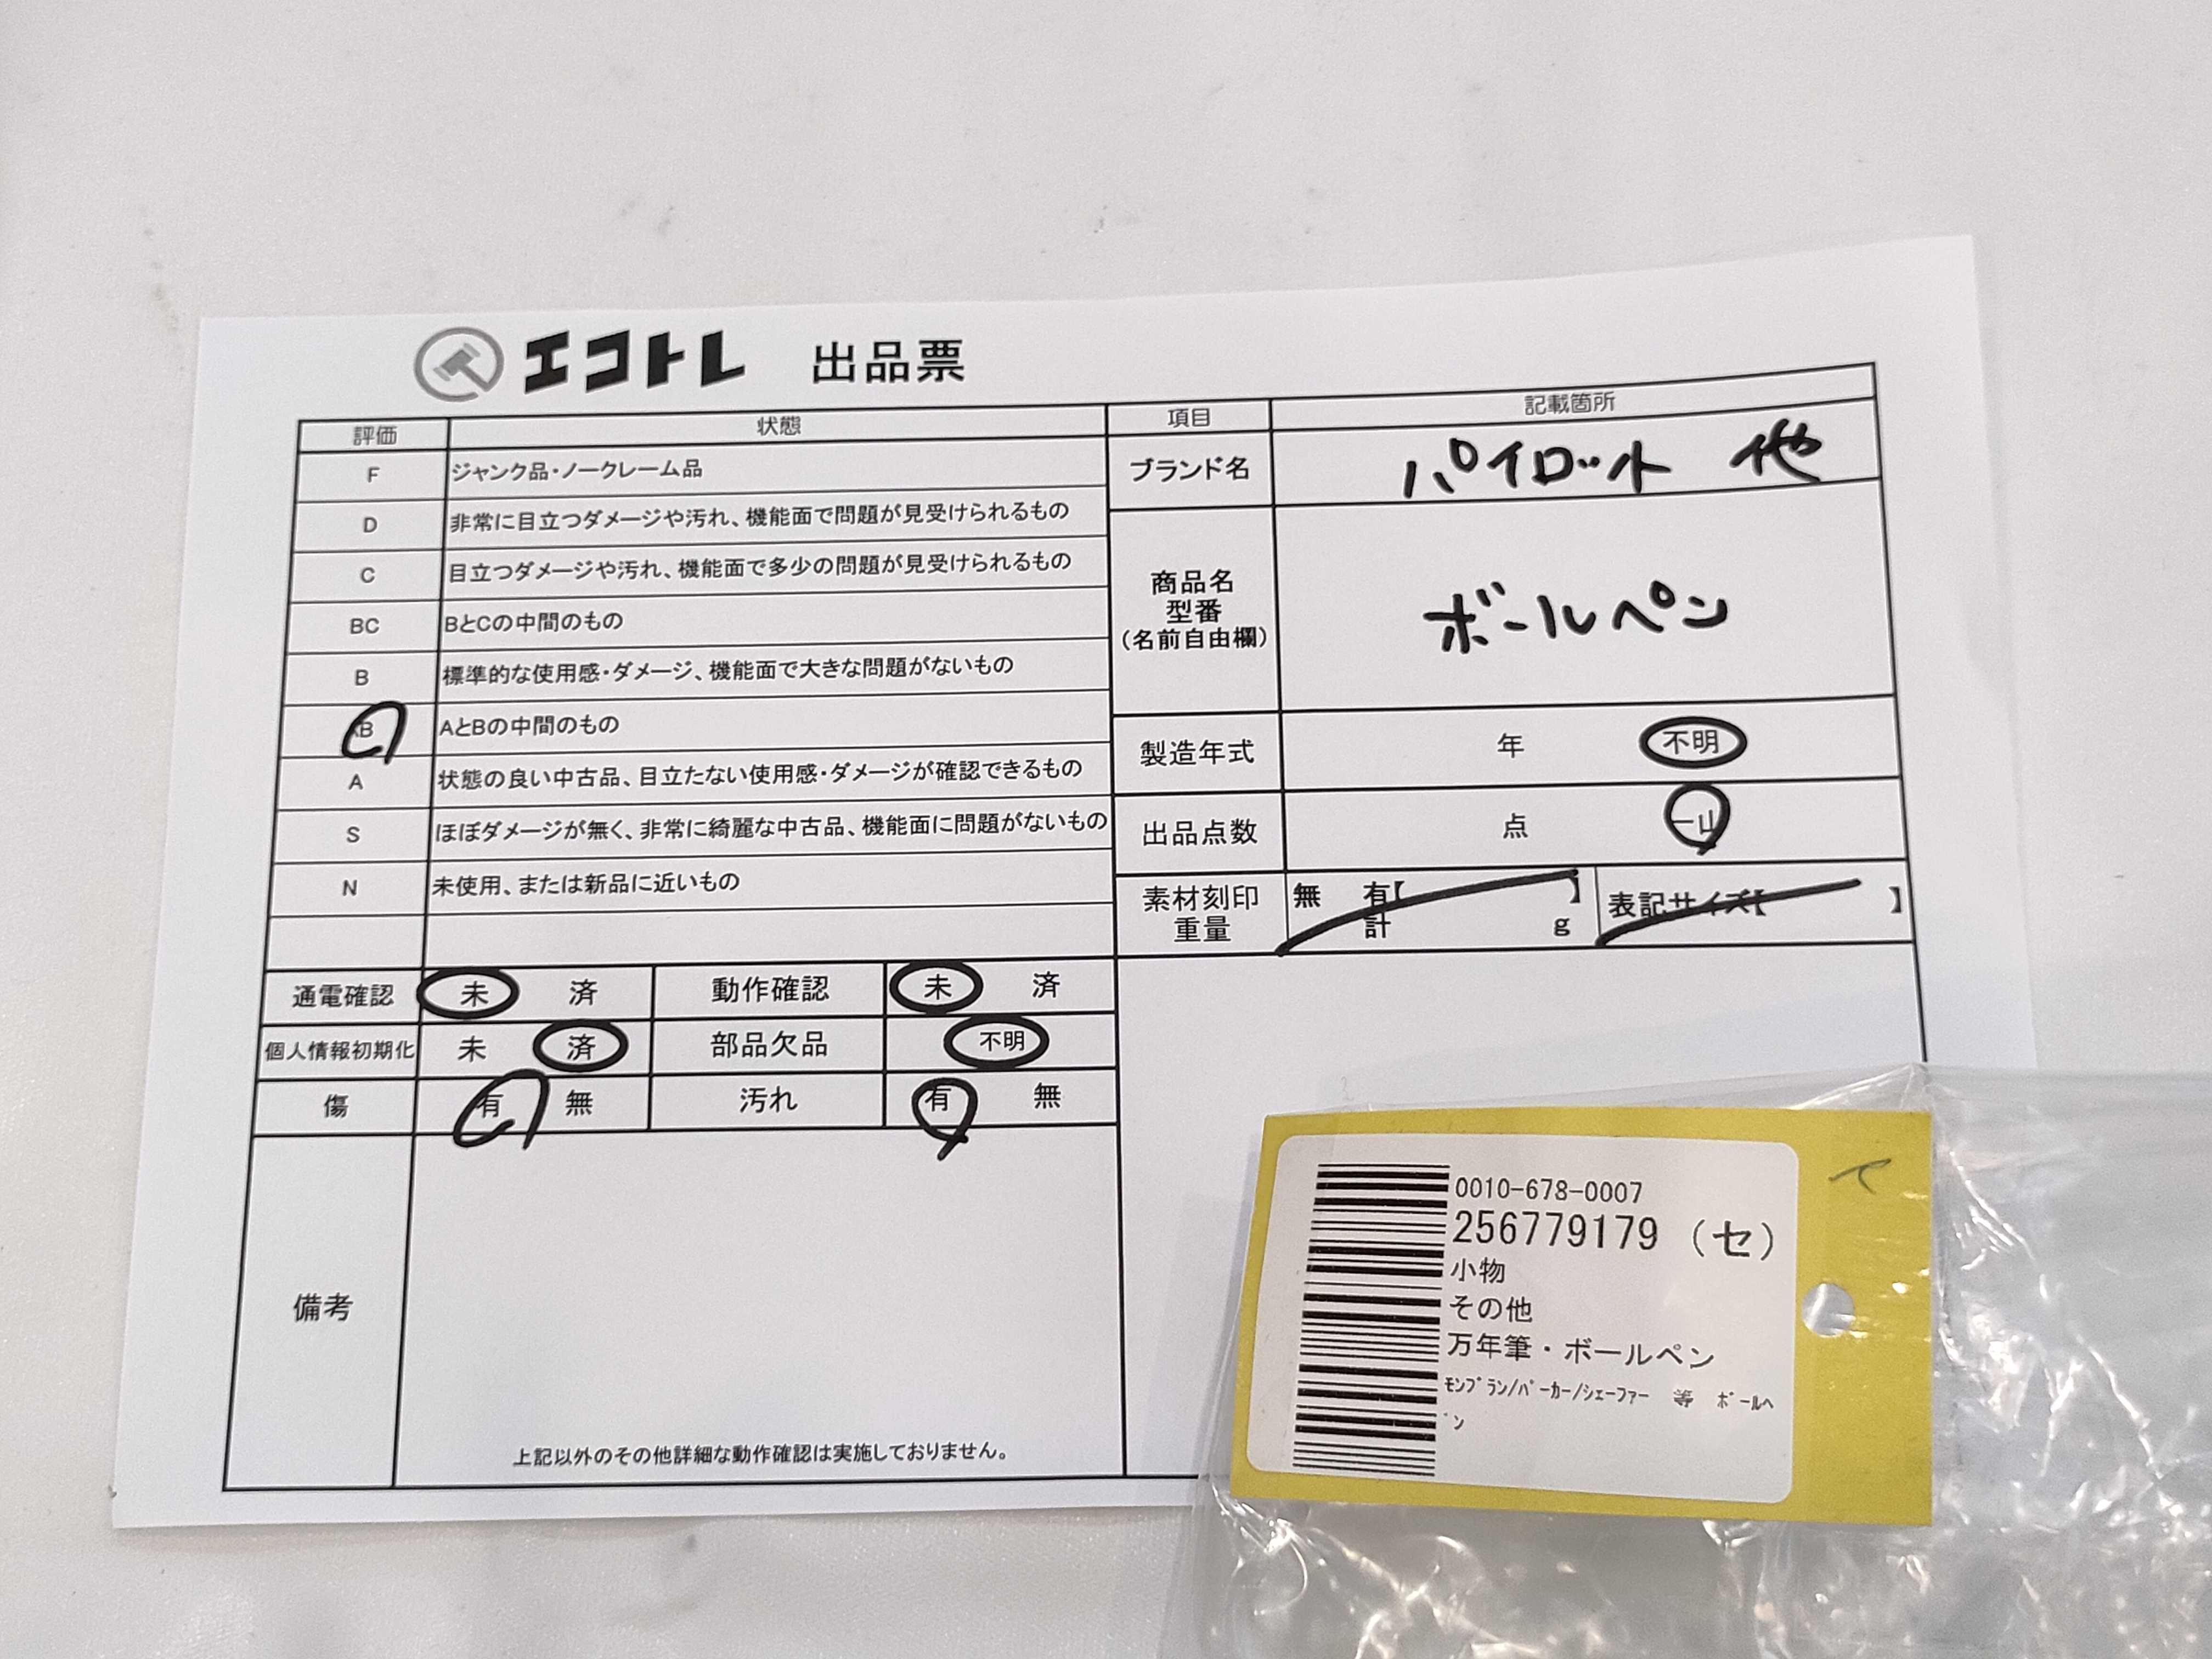 エコトレ 出品票
評価 状態
F ジャンク品・ノークレーム品
D 非常に目立つダメージや汚れ、機能面で問題が見受けられるもの
C 目立つダメージや汚れ、機能面で多少の問題が見受けられるもの
BC BとCの中間のもの
B 標準的な使用感・ダメージ、機能面で大きな問題がないもの
AB AとBの中間のもの
A 状態の良い中古品、目立たない使用感・ダメージが確認できるもの
S ほぼダメージが無く、非常に綺麗な中古品、機能面に問題がないもの
N 未使用、または新品に近いもの
項目 記載箇所
ブランド名 パイロット 他
商品名
型番
(名前自由欄)
ボールペン
製造年式 年 不明
出品点数 点 一山
素材刻印 無 有【 】 表記サイズ【 】
重量 計 g
通電確認 未 済 動作確認 未 済
個人情報初期化 未 済 部品欠品 不明
傷 有 無 汚れ 有 無
備考
上記以外のその他詳細な動作確認は実施しておりません。
0010-678-0007
256779179 (セ)
小物
その他
万年筆・ボールペン
ﾓﾝﾌﾞﾗﾝ/ﾊﾟｰｶｰ/ｼｪｰﾌｧｰ 等 ﾎﾞｰﾙﾍ
ﾟﾝ